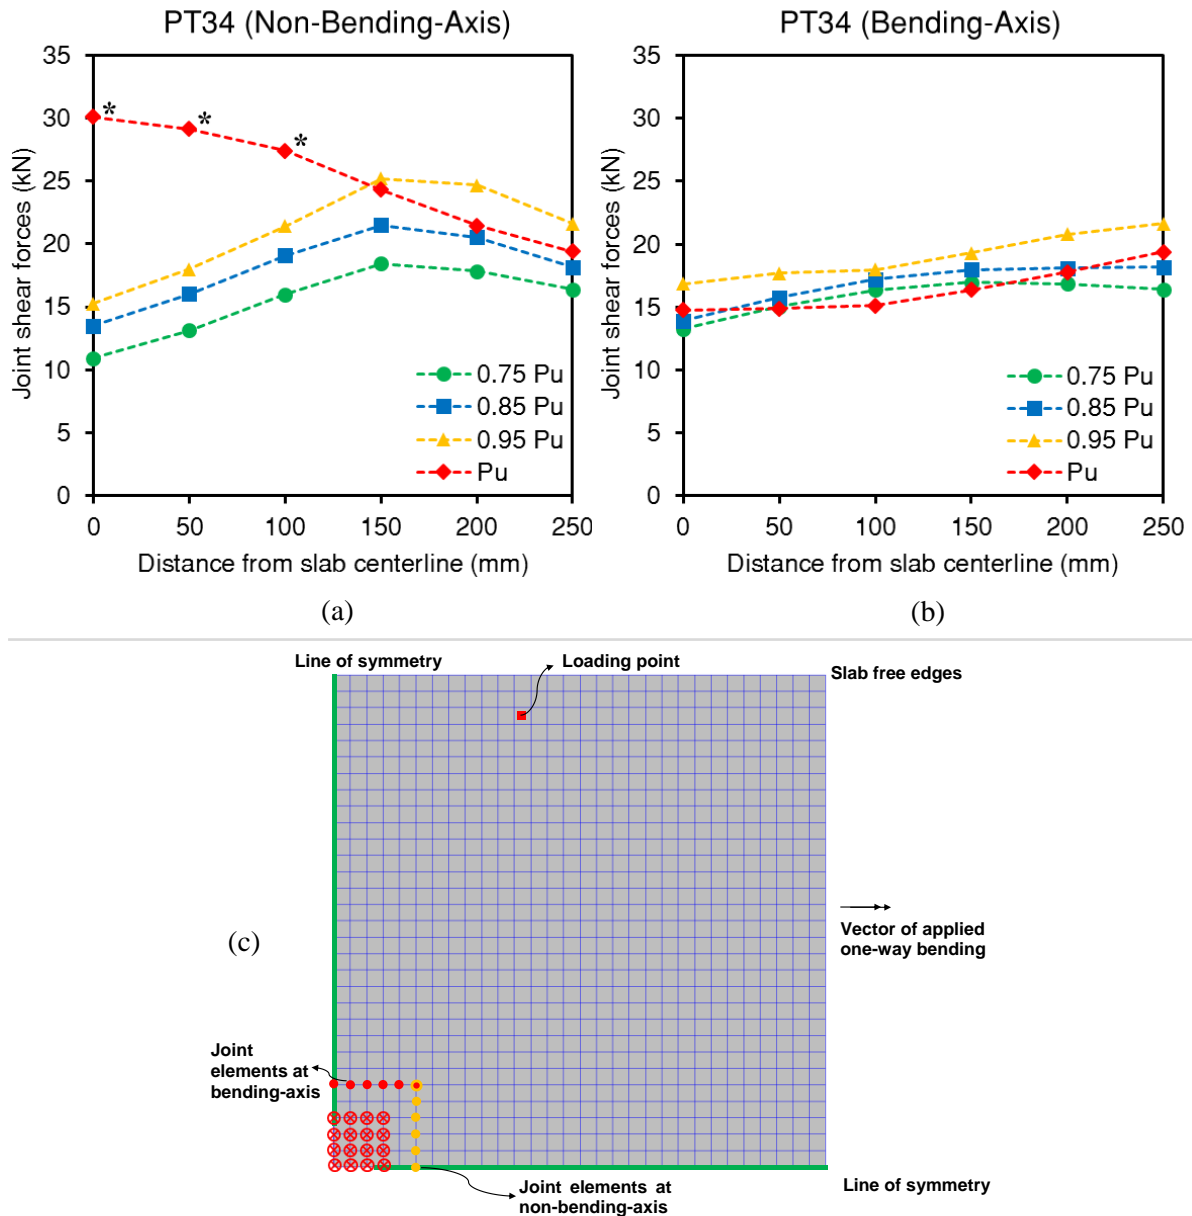 PT34 (Non-Bending-Axis)
Joint shear forces (kN)
35
30
25
20
15
10
5
0
* * *
0.75 Pu
0.85 Pu
0.95 Pu
Pu
0 50 100 150 200 250
Distance from slab centerline (mm)
(a)
PT34 (Bending-Axis)
Joint shear forces (kN)
35
30
25
20
15
10
5
0
0.75 Pu
0.85 Pu
0.95 Pu
Pu
0 50 100 150 200 250
Distance from slab centerline (mm)
(b)
Line of symmetry
Loading point
Slab free edges
(c)
Vector of applied
one-way bending
Joint
elements at
bending-axis
Joint elements at
non-bending-axis
Line of symmetry